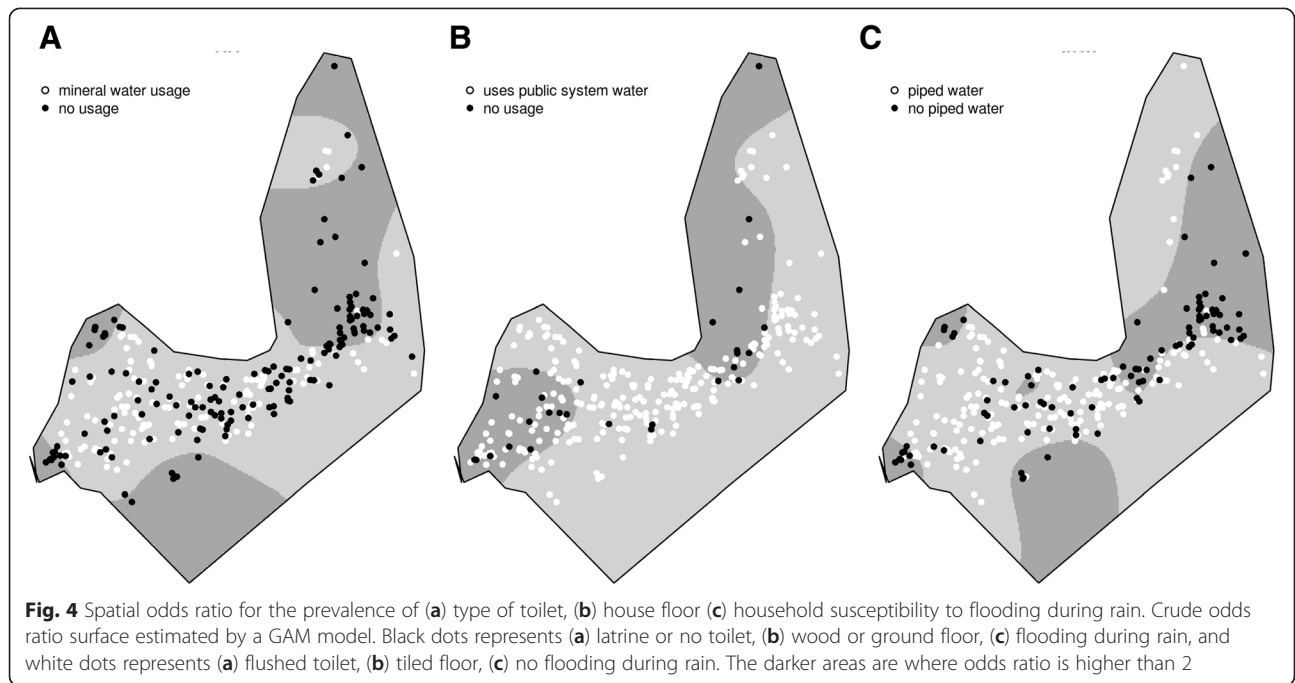 A
B
C
○ mineral water usage
● no usage
○ uses public system water
● no usage
○ piped water
● no piped water
Fig. 4 Spatial odds ratio for the prevalence of (a) type of toilet, (b) house floor (c) household susceptibility to flooding during rain. Crude odds
ratio surface estimated by a GAM model. Black dots represents (a) latrine or no toilet, (b) wood or ground floor, (c) flooding during rain, and
white dots represents (a) flushed toilet, (b) tiled floor, (c) no flooding during rain. The darker areas are where odds ratio is higher than 2